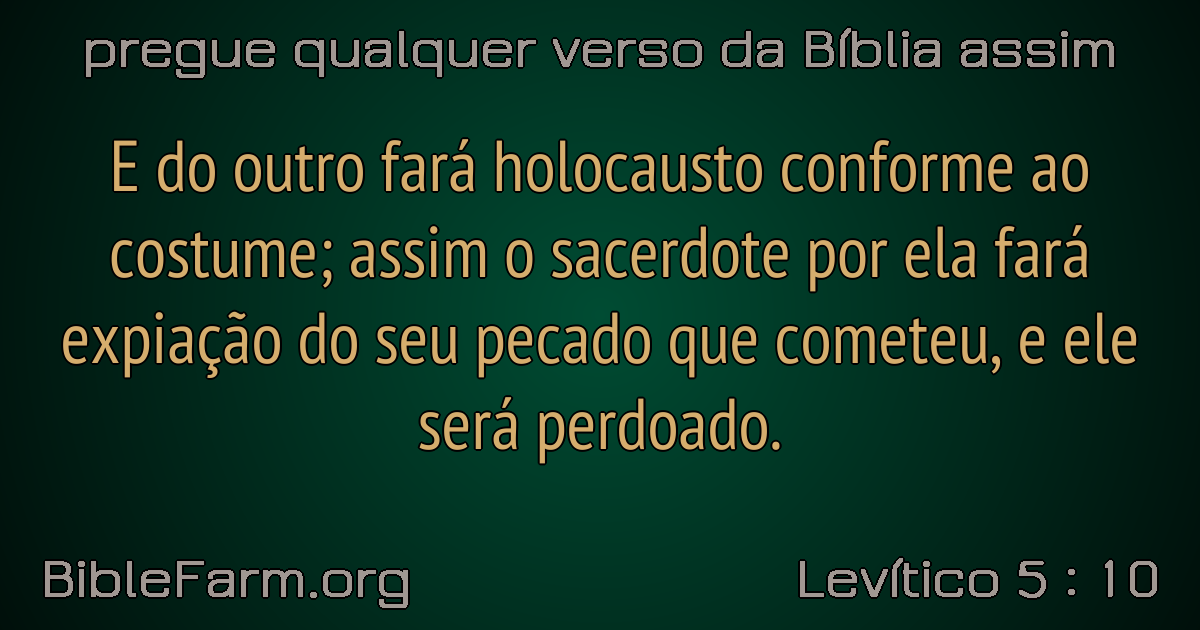 pregue qualquer verso da Bíblia assim
E do outro fará holocausto conforme ao
costume; assim o sacerdote por ela fará
expiação do seu pecado que cometeu, e ele
será perdoado.
BibleFarm.org
Levítico 5 : 10